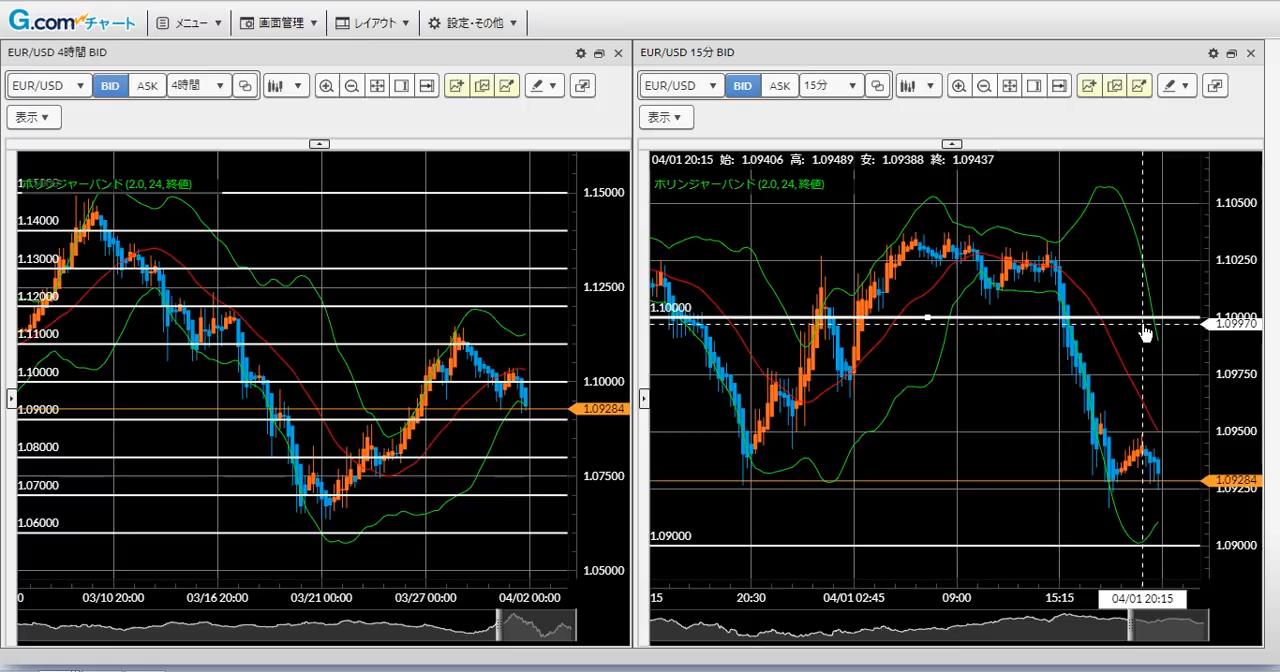 G.comチャート メニュー ▼ 画面管理 ▼ レイアウト ▼ 設定・その他 ▼
EUR/USD 4時間 BID
EUR/USD ▼ BID ASK 4時間 ▼
表示 ▼
ボリンジャーバンド (2.0, 24, 終値)
1.15000
1.14000
1.13000
1.12000
1.11000
1.10000
1.09000
1.08000
1.07000
1.06000
1.15000
1.12500
1.10000
1.09284
1.07500
1.05000
0 03/10 20:00 03/16 20:00 03/21 00:00 03/27 00:00 04/02 00:00
EUR/USD 15分 BID
EUR/USD ▼ BID ASK 15分 ▼
表示 ▼
04/01 20:15 始: 1.09406 高: 1.09489 安: 1.09388 終: 1.09437
ボリンジャーバンド (2.0, 24, 終値)
1.10000
1.09000
1.10500
1.10250
1.10000
1.09970
1.09750
1.09500
1.09284
1.09250
1.09000
15 20:30 04/01 02:45 09:00 15:15 04/01 20:15